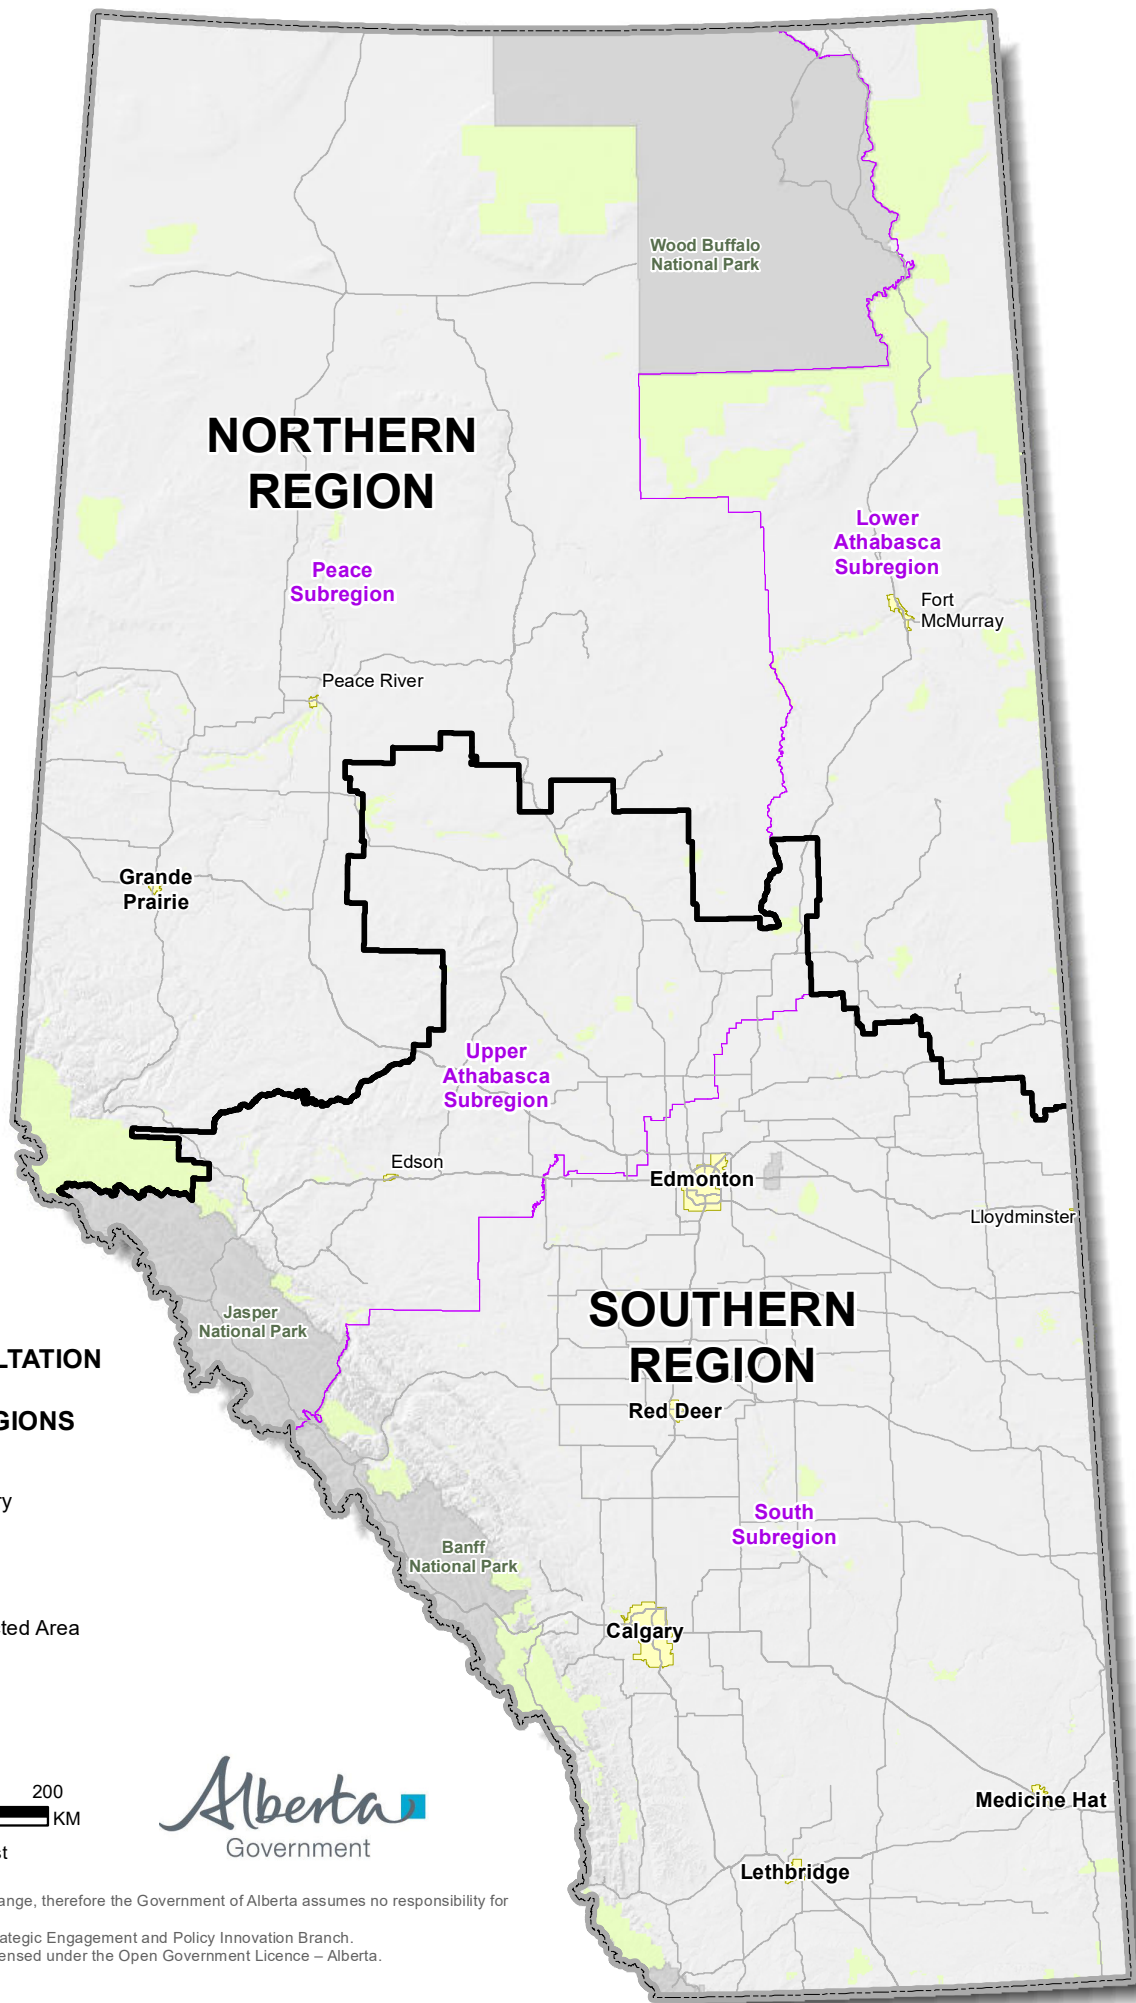 Wood Buffalo
National Park
NORTHERN
REGION
Lower
Athabasca
Subregion
Peace
Subregion
Fort
McMurray
Peace River
Grande
Prairie
Upper
Athabasca
Subregion
Edson
Edmonton
Lloydminster
Jasper
National Park
SOUTHERN
REGION
LTATION
Red Deer
GIONS
ry
South
Subregion
Banff
National Park
ted Area
Calgary
200
KM
st
Alberta
Government
Medicine Hat
Lethbridge
ange, therefore the Government of Alberta assumes no responsibility for
rategic Engagement and Policy Innovation Branch.
ensed under the Open Government Licence – Alberta.